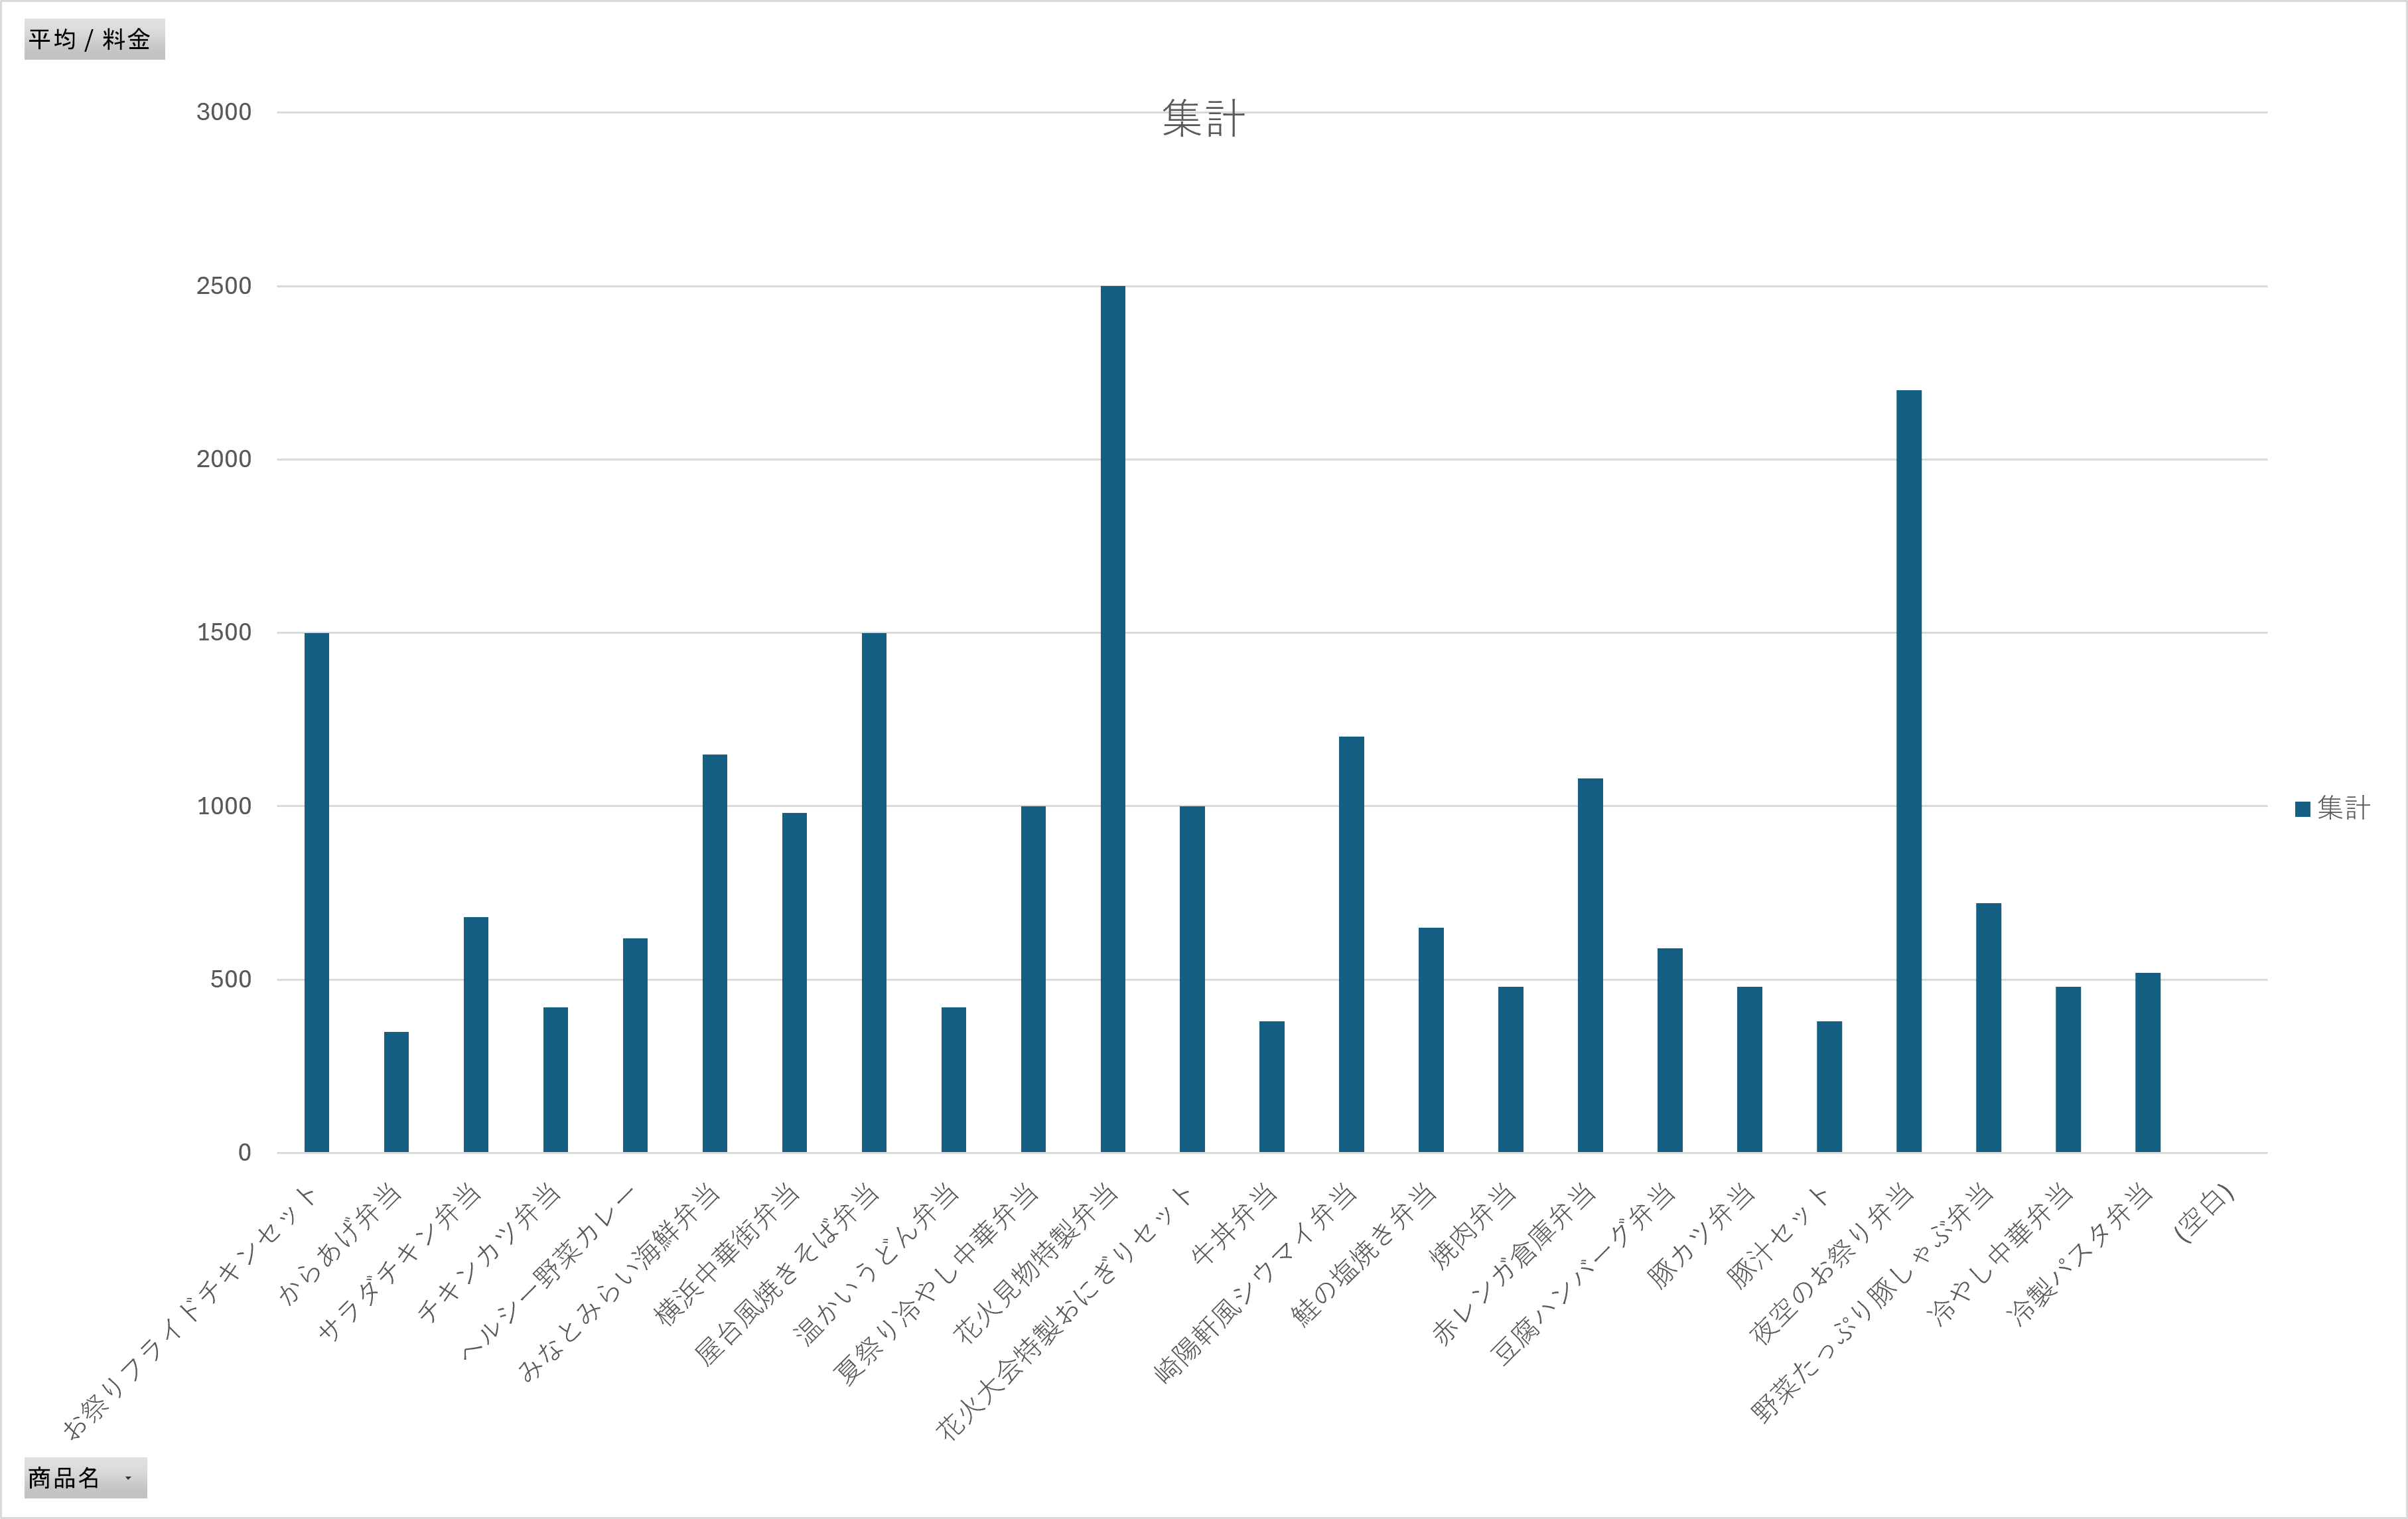 平均 / 料金
集計
3000
2500
2000
1500
1000
500
0
お祭りフライドチキンセット
からあげ弁当
サラダチキン弁当
チキンカツ弁当
ヘルシー野菜カレー
みなとみらい海鮮弁当
横浜中華街弁当
屋台風焼きそば弁当
温かいうどん弁当
夏祭り冷やし中華弁当
花火見物特製弁当
花火大会特製おにぎりセット
牛丼弁当
崎陽軒風シウマイ弁当
鮭の塩焼き弁当
焼肉弁当
赤レンガ倉庫弁当
豆腐ハンバーグ弁当
豚カツ弁当
豚汁セット
夜空のお祭り弁当
野菜たっぷり豚しゃぶ弁当
冷やし中華弁当
冷製パスタ弁当
(空白)
集計
商品名